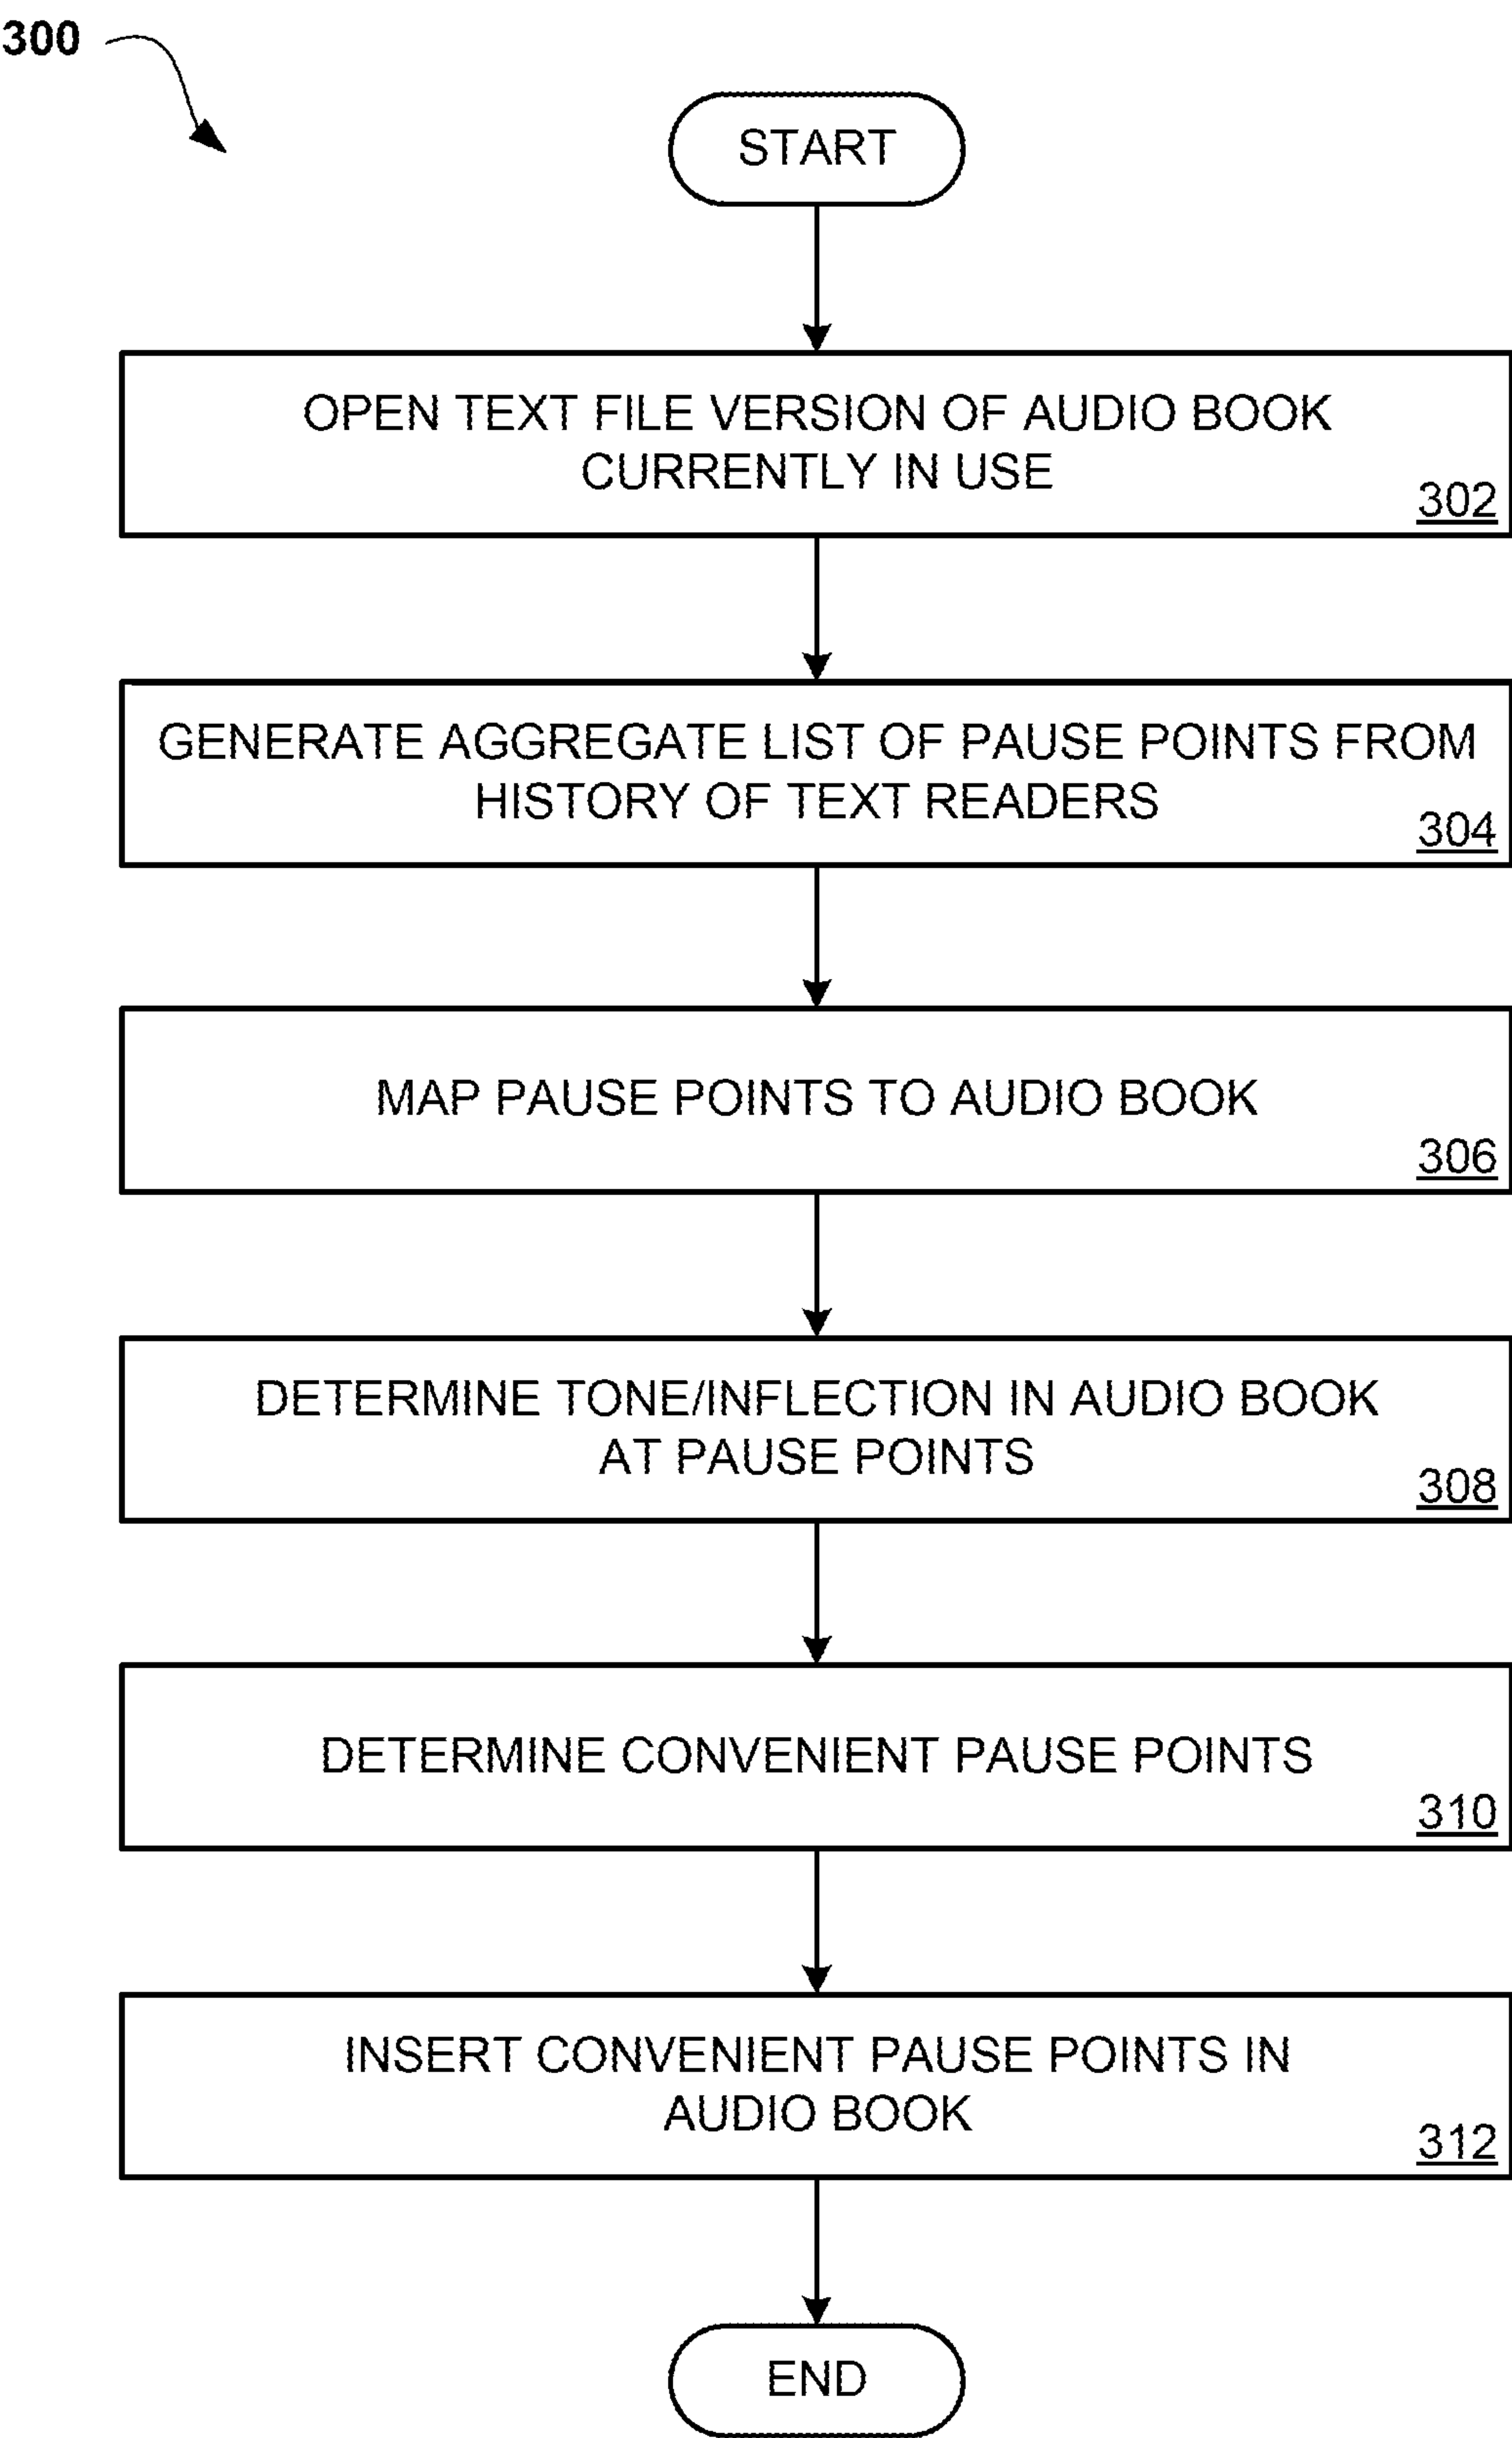 300
START
OPEN TEXT FILE VERSION OF AUDIO BOOK
CURRENTLY IN USE
302
GENERATE AGGREGATE LIST OF PAUSE POINTS FROM
HISTORY OF TEXT READERS
304
MAP PAUSE POINTS TO AUDIO BOOK
306
DETERMINE TONE/INFLECTION IN AUDIO BOOK
AT PAUSE POINTS
308
DETERMINE CONVENIENT PAUSE POINTS
310
INSERT CONVENIENT PAUSE POINTS IN
AUDIO BOOK
312
END